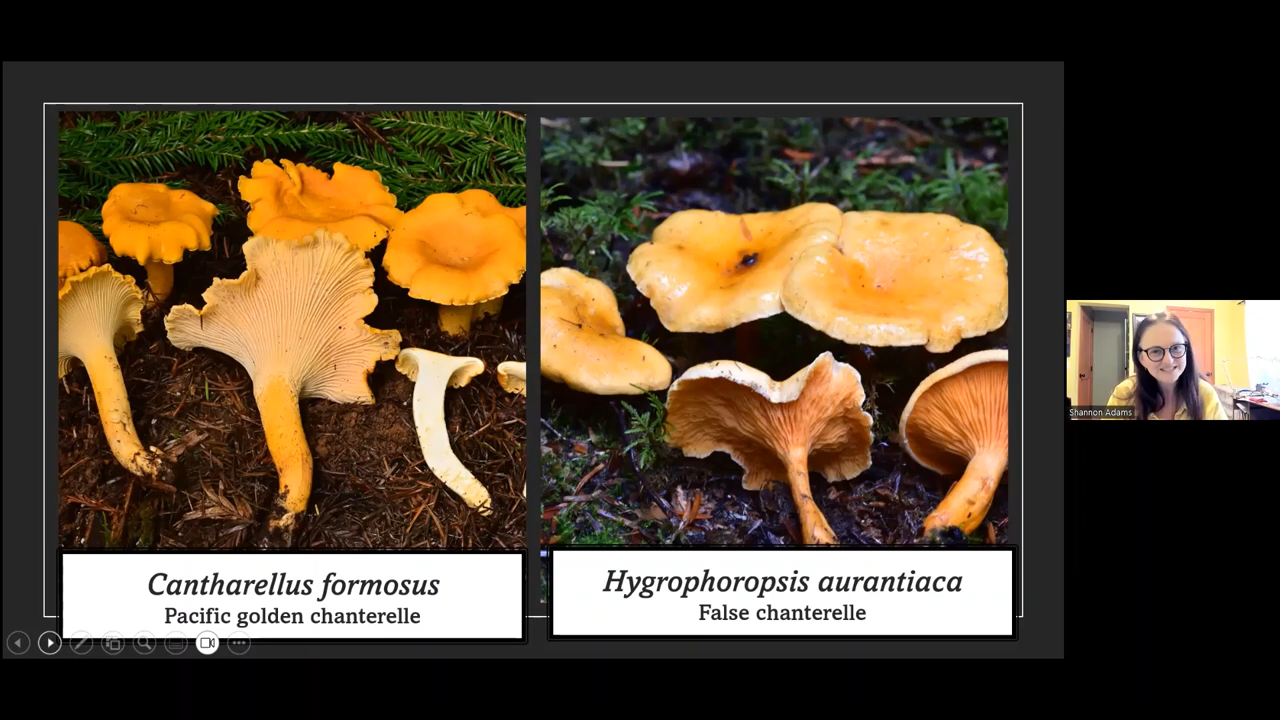 Cantharellus formosus
Pacific golden chanterelle
Hygrophoropsis aurantiaca
False chanterelle
Shannon Adams